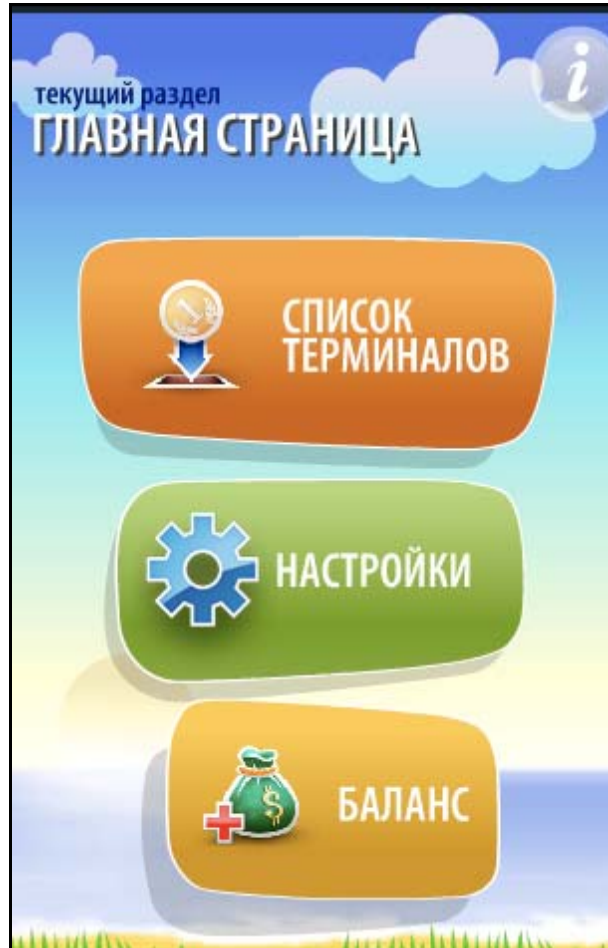 текущий раздел
ГЛАВНАЯ СТРАНИЦА
i
СПИСОК
ТЕРМИНАЛОВ
НАСТРОЙКИ
$
БАЛАНС